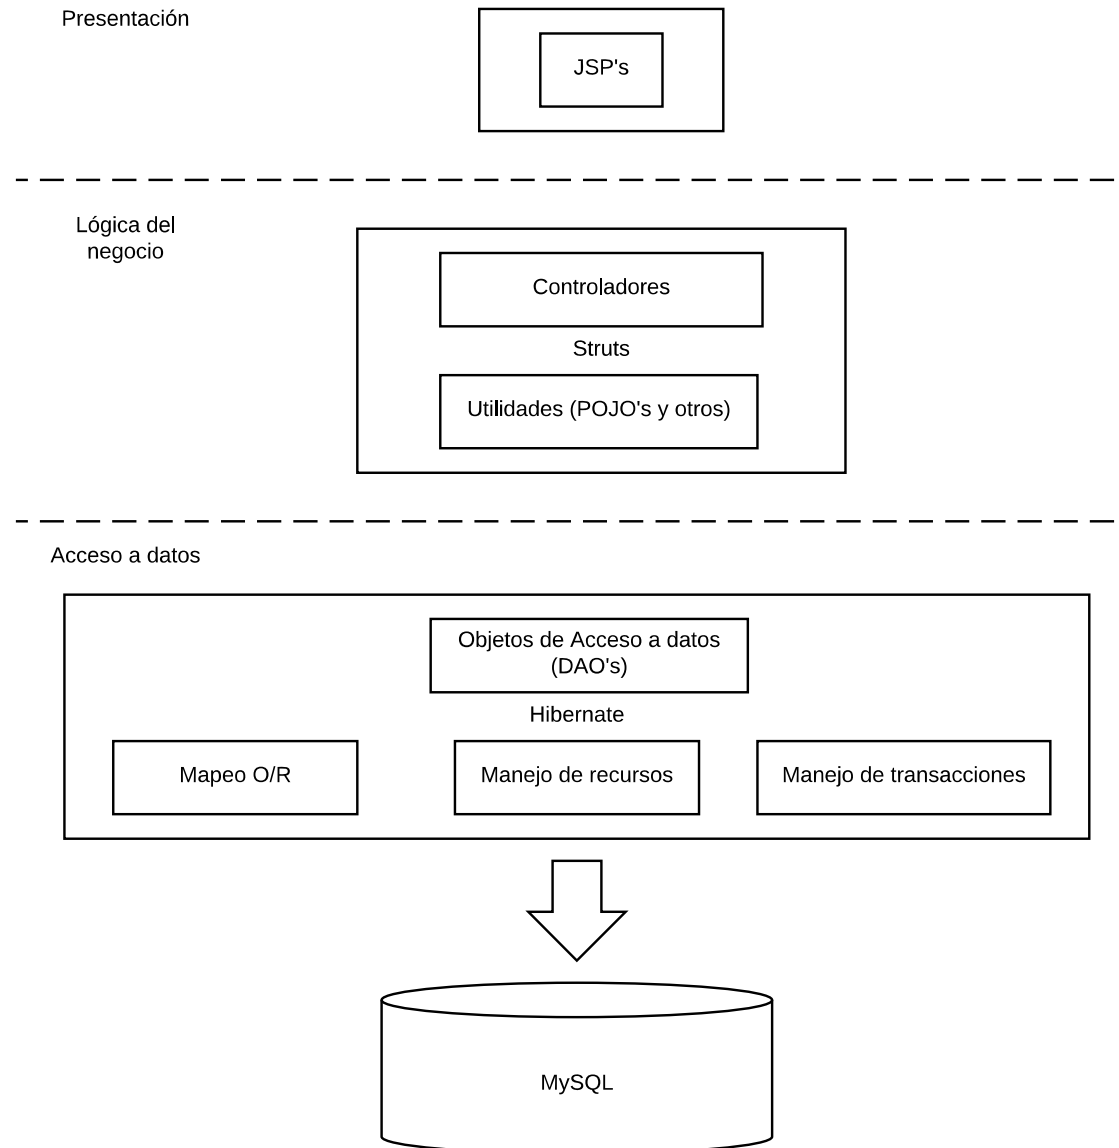 Presentación
JSP's
Lógica del
negocio
Controladores
Struts
Utilidades (POJO's y otros)
Acceso a datos
Objetos de Acceso a datos
(DAO's)
Hibernate
Mapeo O/R
Manejo de recursos
Manejo de transacciones
MySQL